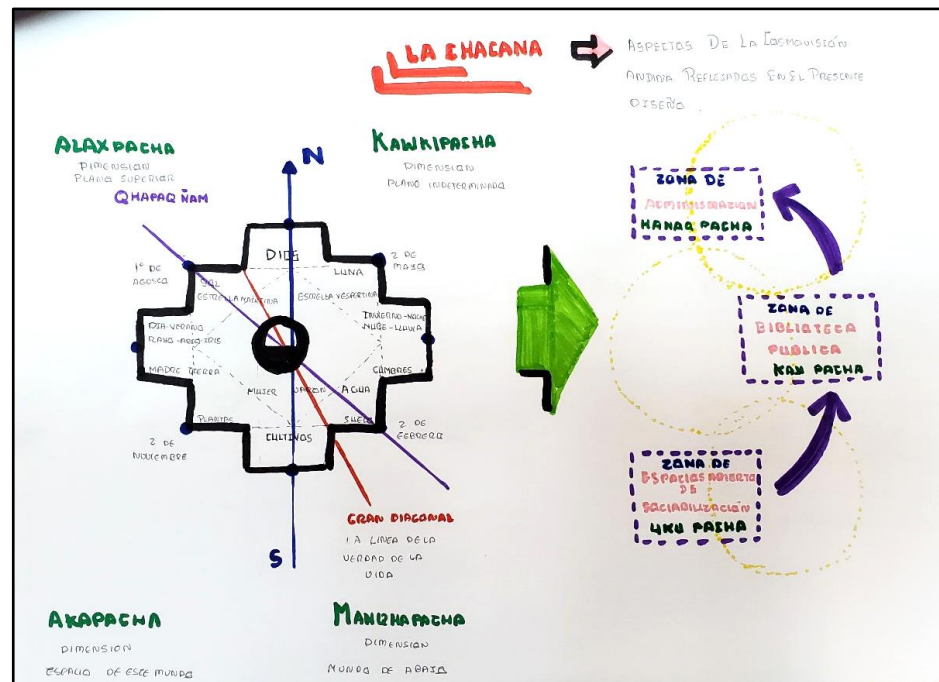 LA CHACANA
ASPECTOS DE LA COSMOVISIÓN
ANDINA REFLEJADOS EN EL PRESENTE
DISEÑO.
ALAXPACHA
DIMENSION
PLANO SUPERIOR
QHAPAQ ÑAM
KAWKIPACHA
DIMENSION
PLANO INDETERMINADO
N
1º DE
AGOSTO
2 DE
MAYO
DIOS
LUNA
SOL
ESTRELLA MATUTINA
ESTRELLA VESPERTINA
DIA-VERANO
RAYO-ARCO IRIS
INVIERNO-NOCHE
NUBE-LLUVIA
MADRE TIERRA
CUMBRES
MUJER
VARON
AGUA
PLANTAS
CULTIVOS
SUELO
2 DE
NOVIEMBRE
2 DE
FEBRERO
S
GRAN DIAGONAL
LA LINEA DE LA
VERDAD DE LA
VIDA
AKAPACHA
DIMENSION
ESPACIO DE ESTE MUNDO
MANQHAPACHA
DIMENSION
MUNDO DE ABAJO
ZONA DE
ADMINISTRACION
HANAQ PACHA
ZONA DE
BIBLIOTECA
PUBLICA
KAY PACHA
ZONA DE
ESPACIOS ABIERTO
DE
SOCIABILIZACIÓN
UKU PACHA